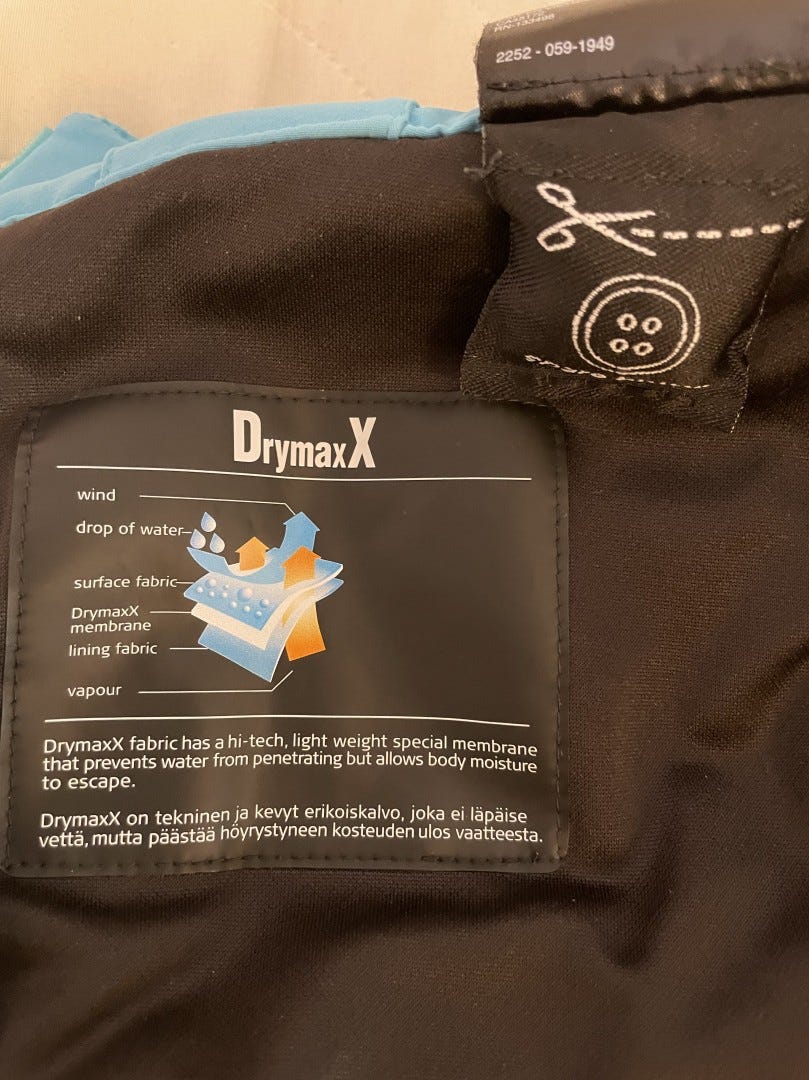 2252 - 059-1949
DrymaxX
wind
drop of water
surface fabric
DrymaxX
membrane
lining fabric
vapour
DrymaxX fabric has a hi-tech, light weight special membrane
that prevents water from penetrating but allows body moisture
to escape.
DrymaxX on tekninen ja kevyt erikoiskalvo, joka ei läpäise
vettä, mutta päästää höyrystyneen kosteuden ulos vaatteesta.